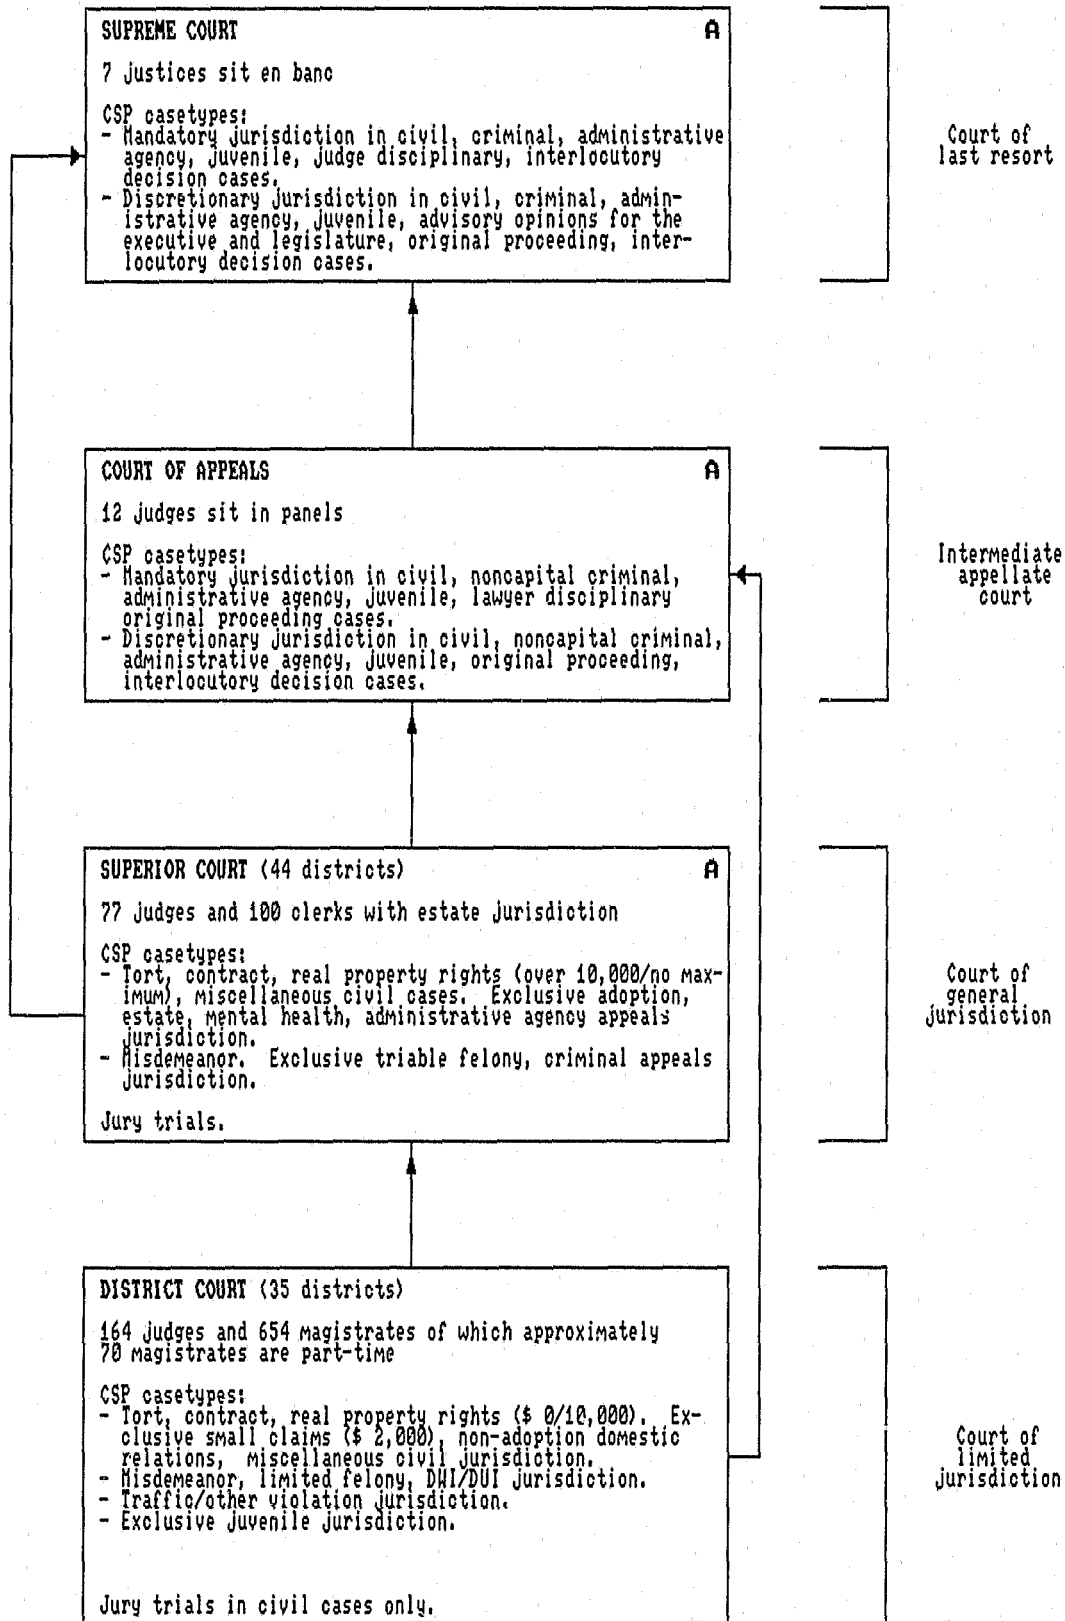 SUPREME COURT A
7 justices sit en banc
CSP casetypes:
- Mandatory jurisdiction in civil, criminal, administrative
agency, juvenile, judge disciplinary, interlocutory
decision cases.
- Discretionary jurisdiction in civil, criminal, admin-
istrative agency, juvenile, advisory opinions for the
executive and legislature, original proceeding, inter-
locutory decision cases.
Court of
last resort
COURT OF APPEALS A
12 judges sit in panels
CSP casetypes:
- Mandatory jurisdiction in civil, noncapital criminal,
administrative agency, juvenile, lawyer disciplinary
original proceeding cases.
- Discretionary jurisdiction in civil, noncapital criminal,
administrative agency, juvenile, original proceeding,
interlocutory decision cases.
Intermediate
appellate
court
SUPERIOR COURT (44 districts) A
77 judges and 100 clerks with estate jurisdiction
CSP casetypes:
- Tort, contract, real property rights (over 10,000/no max-
imum), miscellaneous civil cases. Exclusive adoption,
estate, mental health, administrative agency appeals
jurisdiction.
- Misdemeanor. Exclusive triable felony, criminal appeals
jurisdiction.
Jury trials.
Court of
general
jurisdiction
DISTRICT COURT (35 districts)
164 judges and 654 magistrates of which approximately
70 magistrates are part-time
CSP casetypes:
- Tort, contract, real property rights ($ 0/10,000). Ex-
clusive small claims ($ 2,000), non-adoption domestic
relations, miscellaneous civil jurisdiction.
- Misdemeanor, limited felony, DWI/DUI jurisdiction.
- Traffic/other violation jurisdiction.
- Exclusive juvenile jurisdiction.
Jury trials in civil cases only.
Court of
limited
jurisdiction